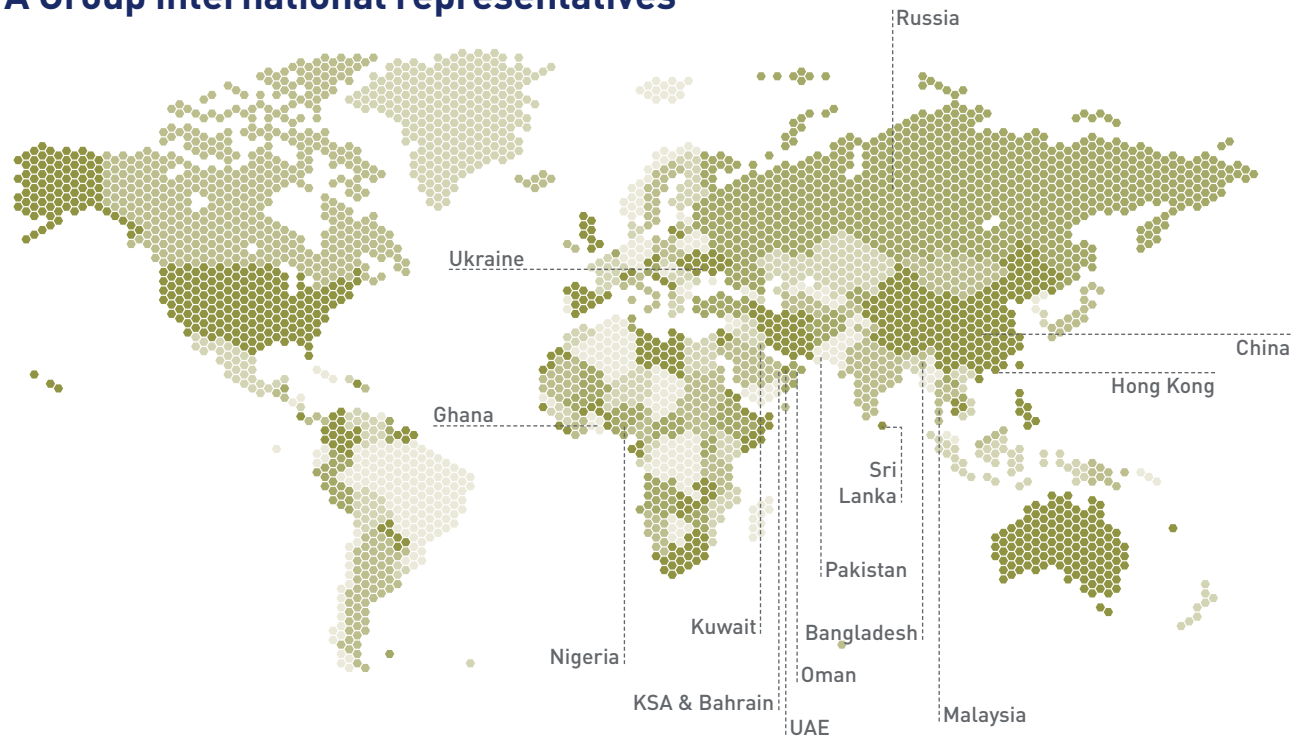 A Group international representatives
Russia
Ukraine
China
Hong Kong
Ghana
Sri
Lanka
Pakistan
Kuwait
Bangladesh
Nigeria
Oman
KSA & Bahrain
Malaysia
UAE